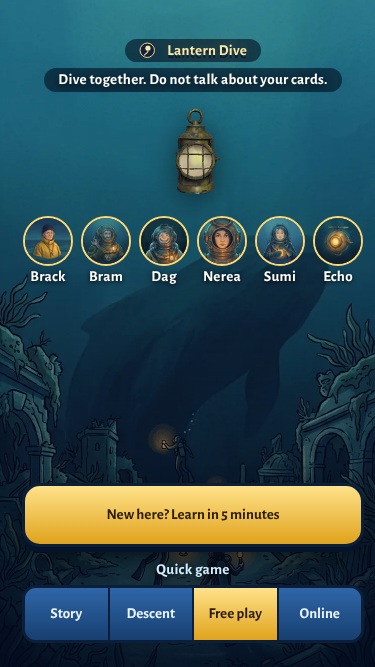 Lantern Dive
Dive together. Do not talk about your cards.
Brack Bram Dag Nerea Sumi Echo
New here? Learn in 5 minutes
Quick game
Story Descent Free play Online